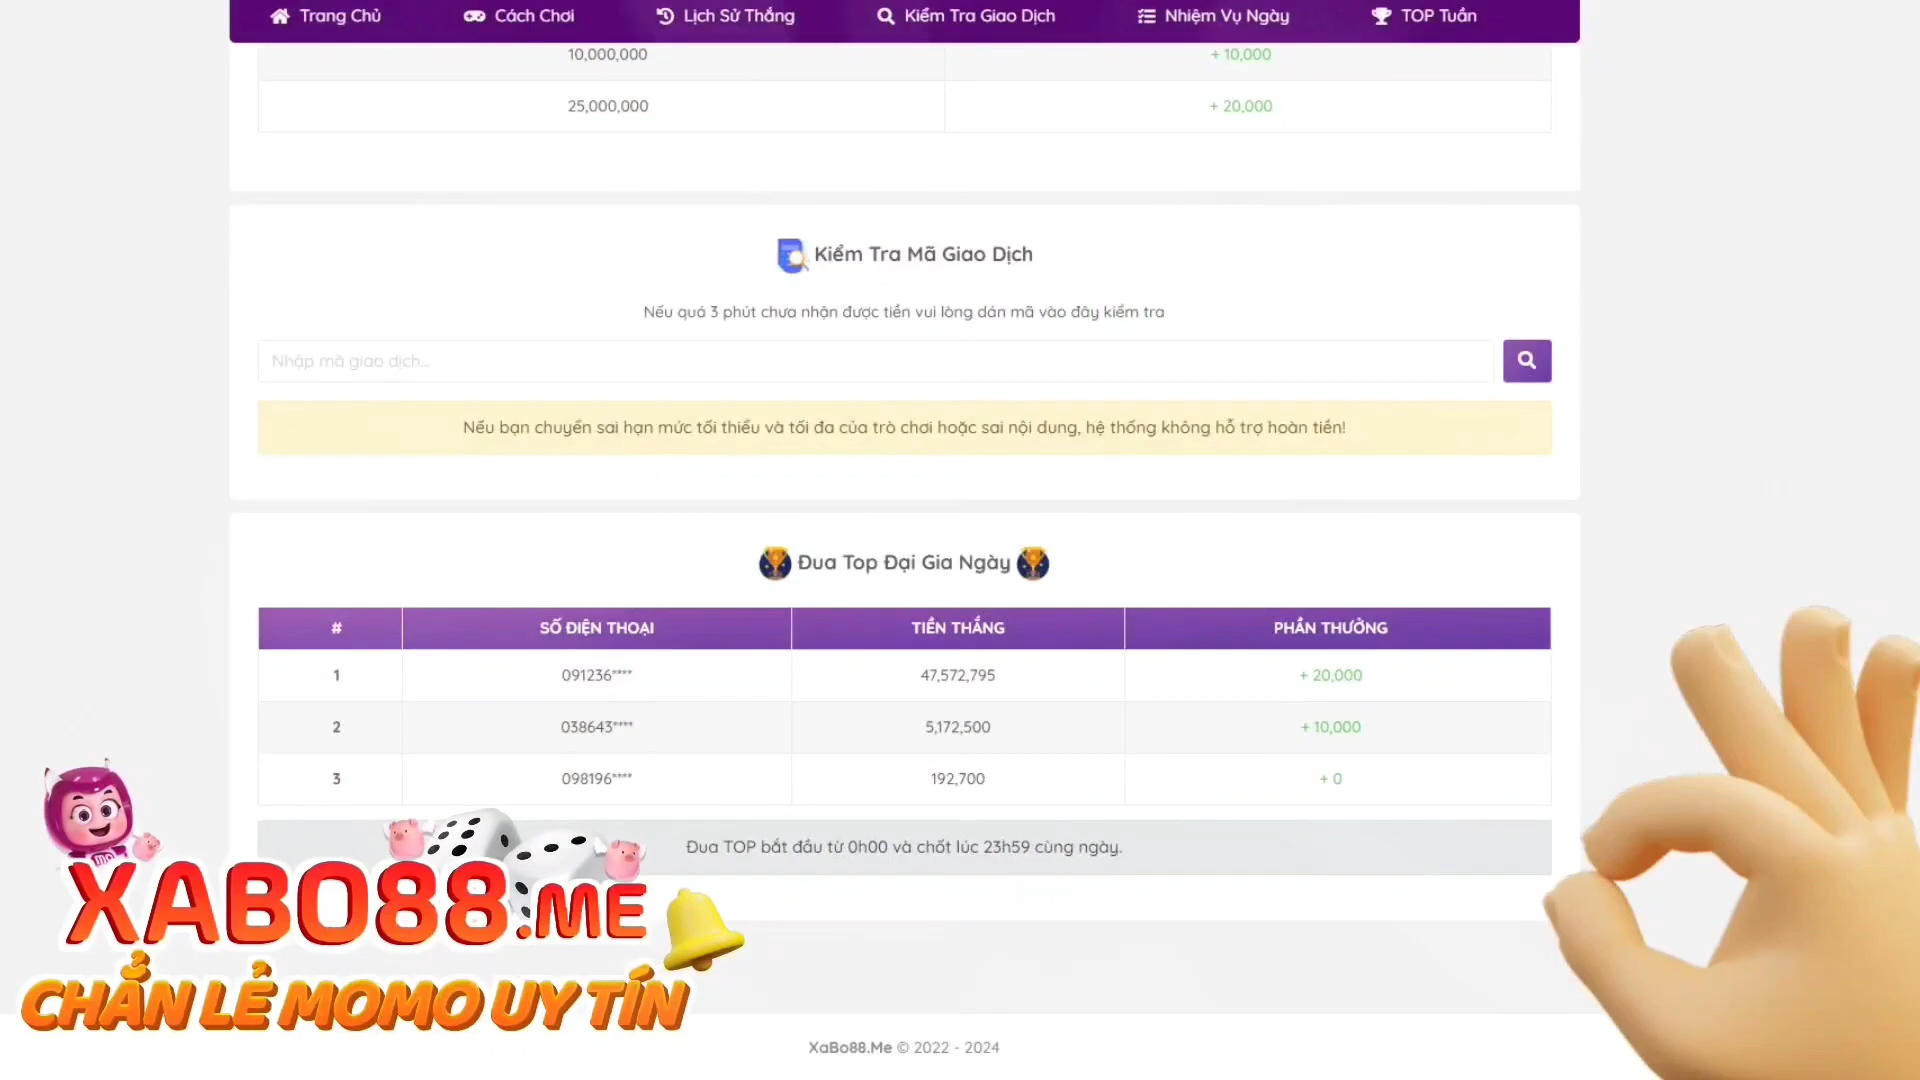 Trang Chủ
Cách Chơi
Lịch Sử Thắng
Kiểm Tra Giao Dịch
Nhiệm Vụ Ngày
TOP Tuần
10,000,000
+ 10,000
25,000,000
+ 20,000
Kiểm Tra Mã Giao Dịch
Nếu quá 3 phút chưa nhận được tiền vui lòng dán mã vào đây kiểm tra
Nhập mã giao dịch...
Nếu bạn chuyển sai hạn mức tối thiểu và tối đa của trò chơi hoặc sai nội dung, hệ thống không hỗ trợ hoàn tiền!
Đua Top Đại Gia Ngày
# SỐ ĐIỆN THOẠI TIỀN THẮNG PHẦN THƯỞNG
1 091236**** 47,572,795 + 20,000
2 038643**** 5,172,500 + 10,000
3 098196**** 192,700 + 0
Đua TOP bắt đầu từ 0h00 và chốt lúc 23h59 cùng ngày.
XABO88.ME
CHẴN LẺ MOMO UY TÍN
XaBo88.Me © 2022 - 2024